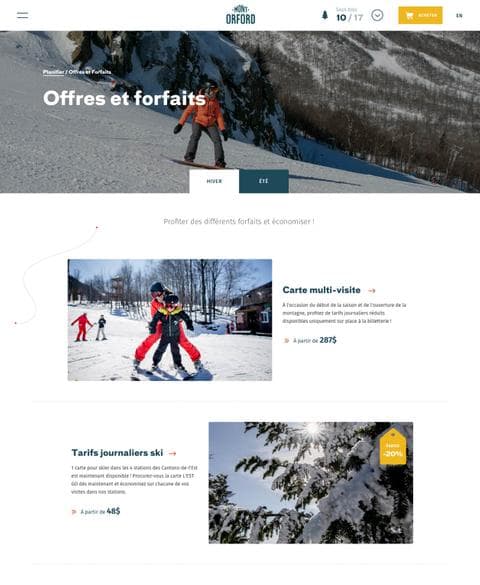 MONT
ORFORD
Sous-bois
10 / 17
ACHETER
EN
Planifier / Offres et Forfaits
Offres et forfaits
HIVER
ÉTÉ
Profiter des différents forfaits et économiser !
Carte multi-visite
À l'occasion du début de la saison et de l'ouverture de la
montagne, profitez de tarifs journaliers réduits
disponibles uniquement sur place à la billetterie !
À partir de 287$
Tarifs journaliers ski
1 carte pour skier dans les 4 stations des Cantons-de-l'Est
est maintenant disponible ! Procurez-vous la carte L'EST
GO dès maintenant et économisez sur chacune de vos
visites dans nos stations.
À partir de 48$
-20%